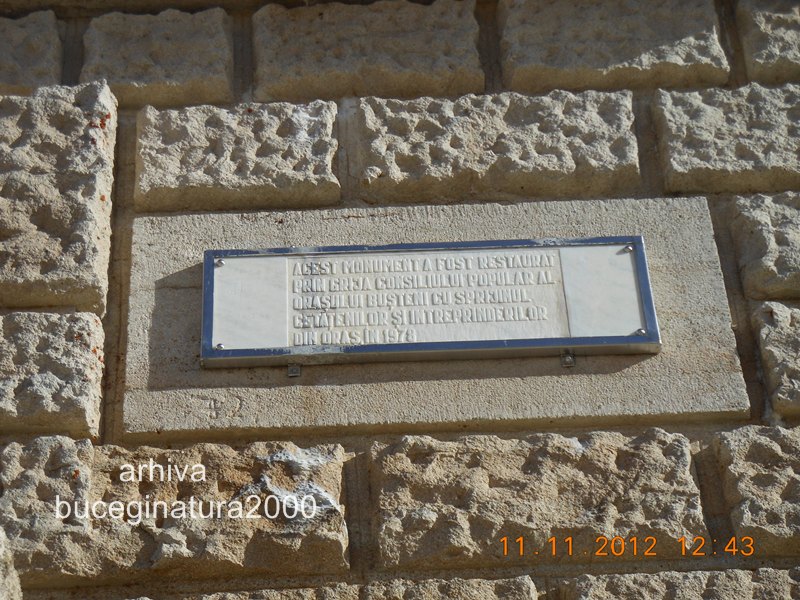 ACEST MONUMENT A FOST RESTAURAT
PRIN GRIJA CONSILIULUI POPULAR AL
ORAȘULUI BUȘTENI CU SPRIJINUL
CETĂȚENILOR ȘI INTREPRINDERILOR
DIN ORAȘ ÎN 1978
arhiva
buceginatura2000
11.11.2012 12:43